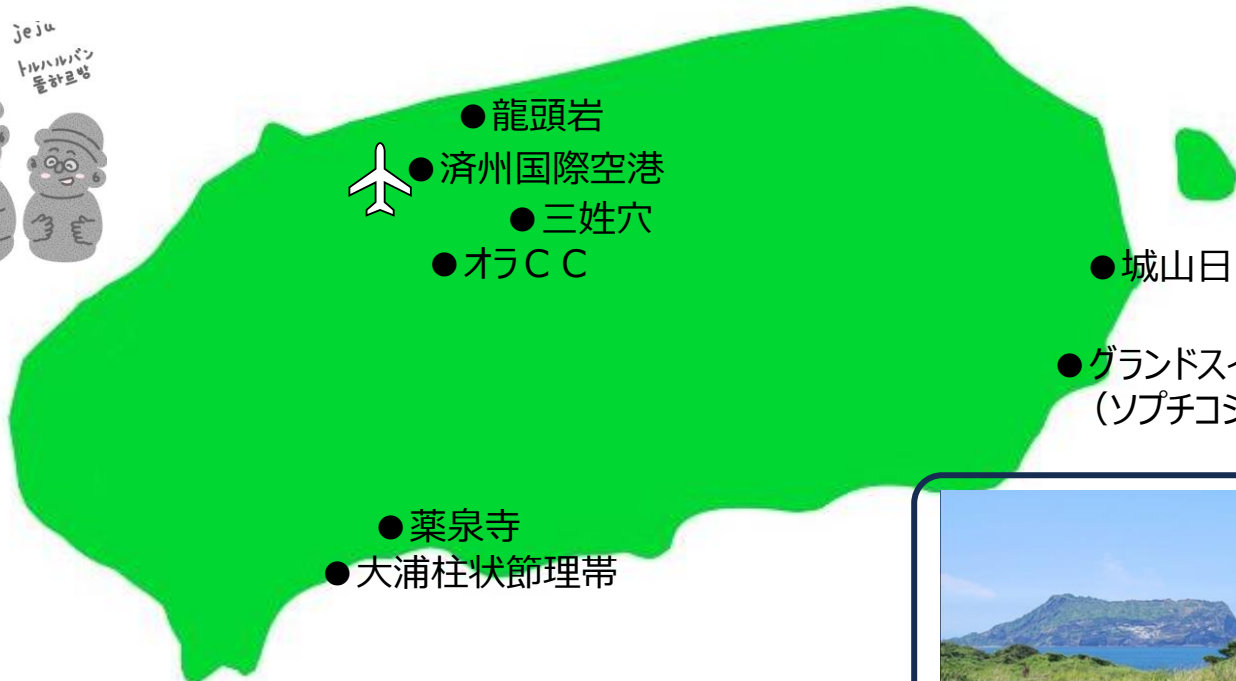 jeju
トルハルバン
돌하르방
●龍頭岩
●済州国際空港
●三姓穴
●オラＣＣ
●城山日
●グランドスイ
（ソプチコジ
●薬泉寺
●大浦柱状節理帯